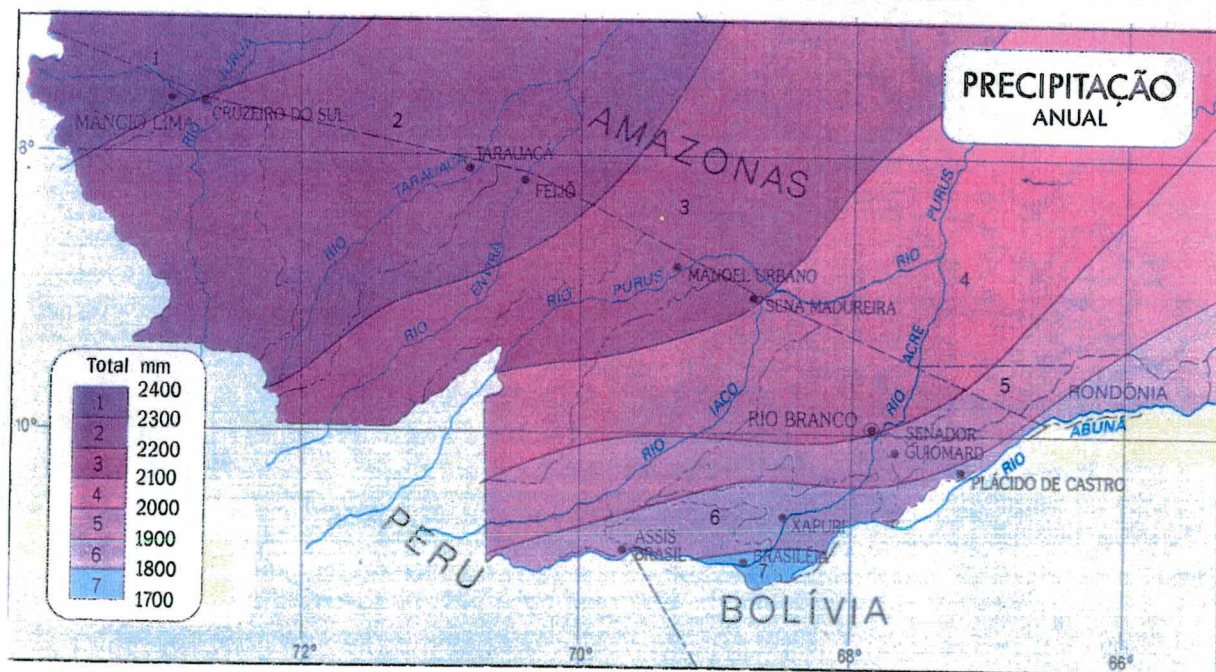 PRECIPITAÇÃO
ANUAL
1
RIO JURUÁ
MÂNCIO LIMA
CRUZEIRO DO SUL
2
AMAZONAS
8°
RIO
TARAUACÁ
TARAUACÁ
FEIJÓ
3
RIO PURUS
RIO
RIO ENVIRA
RIO PURUS
MANOEL URBANO
SENA MADUREIRA
4
RIO ACRE
RIO IACO
5
RONDÔNIA
10°
RIO BRANCO
SENADOR
GUIOMARD
RIO ABUNÃ
PLÁCIDO DE CASTRO
6
XAPURI
ASSIS
BRASIL
BRASILÉIA
7
PERU
BOLÍVIA
Total mm
2400
1
2300
2
2200
3
2100
4
2000
5
1900
6
1800
7
1700
72°
70°
68°
66°